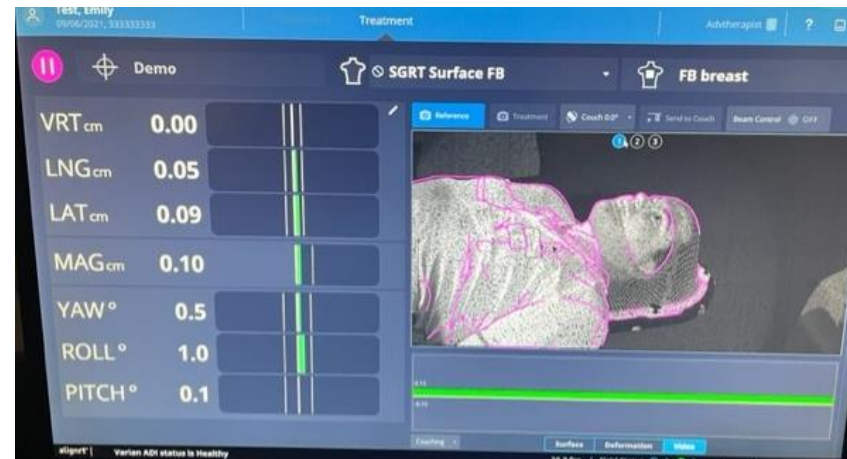 Test, Emily
09/06/2021, 333333333
Treatment
Advtherapist
?
Demo
SGRT Surface FB
FB breast
VRT cm 0.00
LNG cm 0.05
LAT cm 0.09
MAG cm 0.10
YAW° 0.5
ROLL° 1.0
PITCH° 0.1
Reference
Treatment
Couch 0.0°
Send to Couch
Beam Control OFF
1 2 3
Coaching
Surface
Deformation
Video
alignrt
Varian ADI status is Healthy